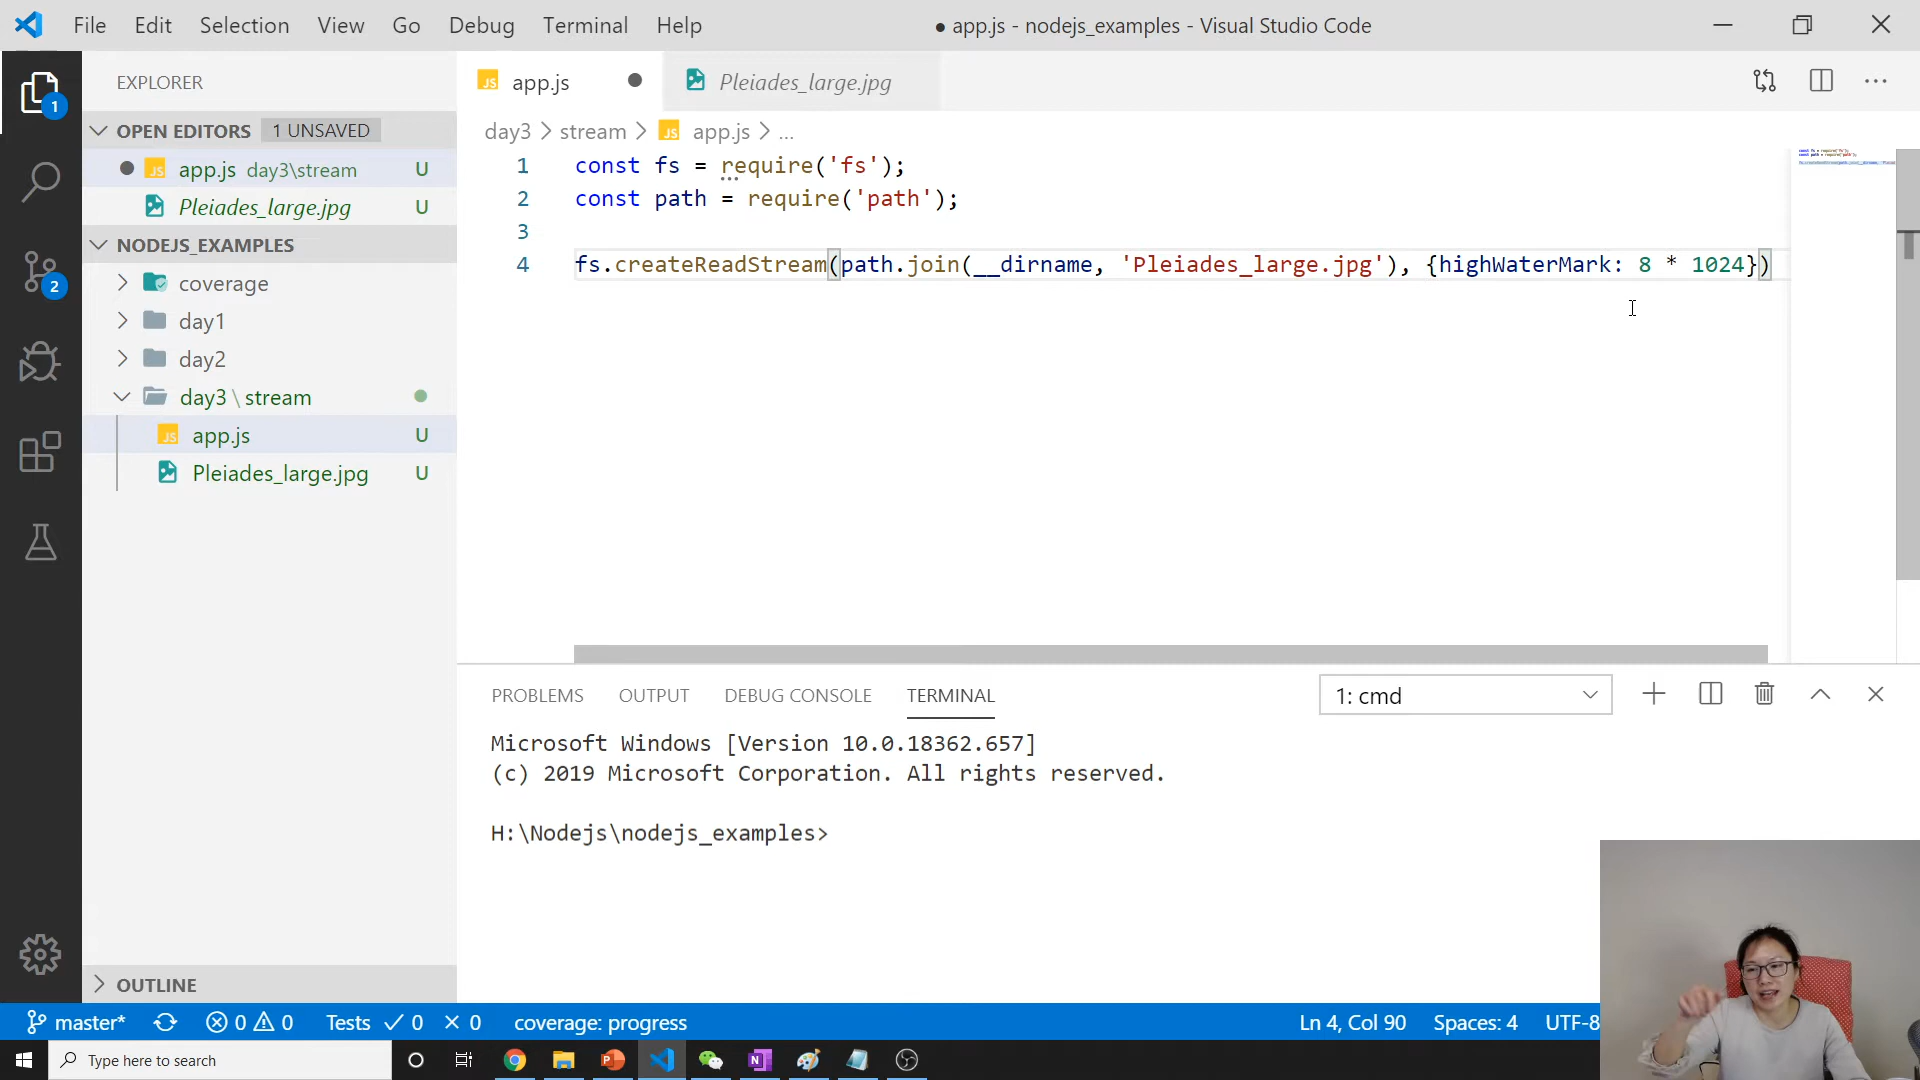 File Edit Selection View Go Debug Terminal Help
● app.js - nodejs_examples - Visual Studio Code
EXPLORER
OPEN EDITORS 1 UNSAVED
app.js day3\stream U
Pleiades_large.jpg U
NODEJS_EXAMPLES
coverage
day1
day2
day3 \ stream
JS app.js U
Pleiades_large.jpg U
OUTLINE
1
2
JS app.js
Pleiades_large.jpg
day3 > stream > JS app.js > ...
1 const fs = require('fs');
2 const path = require('path');
3
4 fs.createReadStream(path.join(__dirname, 'Pleiades_large.jpg'), {highWaterMark: 8 * 1024})
PROBLEMS OUTPUT DEBUG CONSOLE TERMINAL
1: cmd
Microsoft Windows [Version 10.0.18362.657]
(c) 2019 Microsoft Corporation. All rights reserved.
H:\Nodejs\nodejs_examples>
master* 0 0 Tests 0 0 coverage: progress Ln 4, Col 90 Spaces: 4 UTF-8
Type here to search